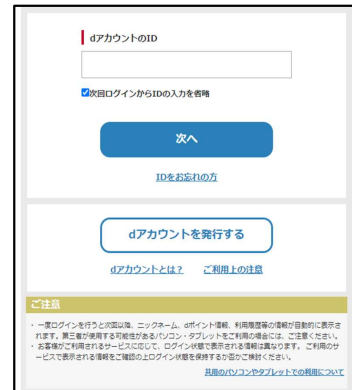 dアカウントのID
次回ログインからIDの入力を省略
次へ
IDをお忘れの方
dアカウントを発行する
dアカウントとは？ ご利用上の注意
ご注意
・ 一度ログインを行うと次回以降、ニックネーム、dポイント情報、利用履歴等の情報が自動的に表示さ
れます。第三者が使用する可能性があるパソコン・タブレットをご利用の場合には、ご注意ください。
・ お客様がご利用されるサービスに応じて、ログイン状態で表示される情報は異なります。 ご利用のサ
ービスで表示される情報をご確認の上ログイン状態を保持するか否かご検討ください。
共用のパソコンやタブレットでの利用について